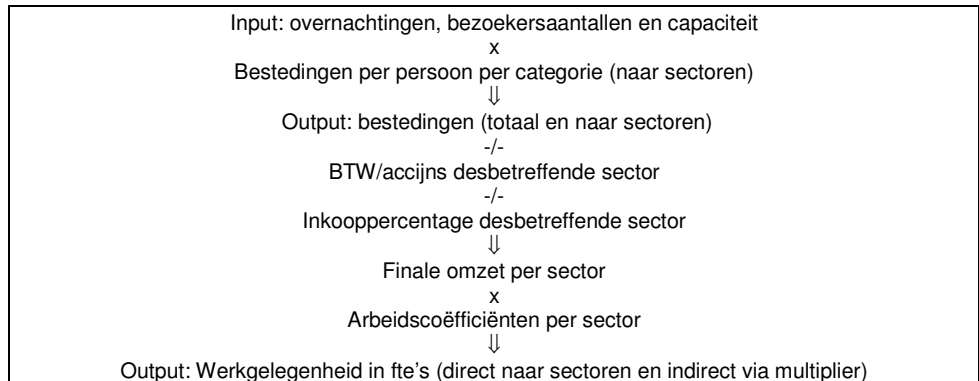 Input: overnachtingen, bezoekersaantallen en capaciteit
x
Bestedingen per persoon per categorie (naar sectoren)
⇓
Output: bestedingen (totaal en naar sectoren)
-/-
BTW/accijns desbetreffende sector
-/-
Inkooppercentage desbetreffende sector
⇓
Finale omzet per sector
x
Arbeidscoëfficiënten per sector
⇓
Output: Werkgelegenheid in fte's (direct naar sectoren en indirect via multiplier)